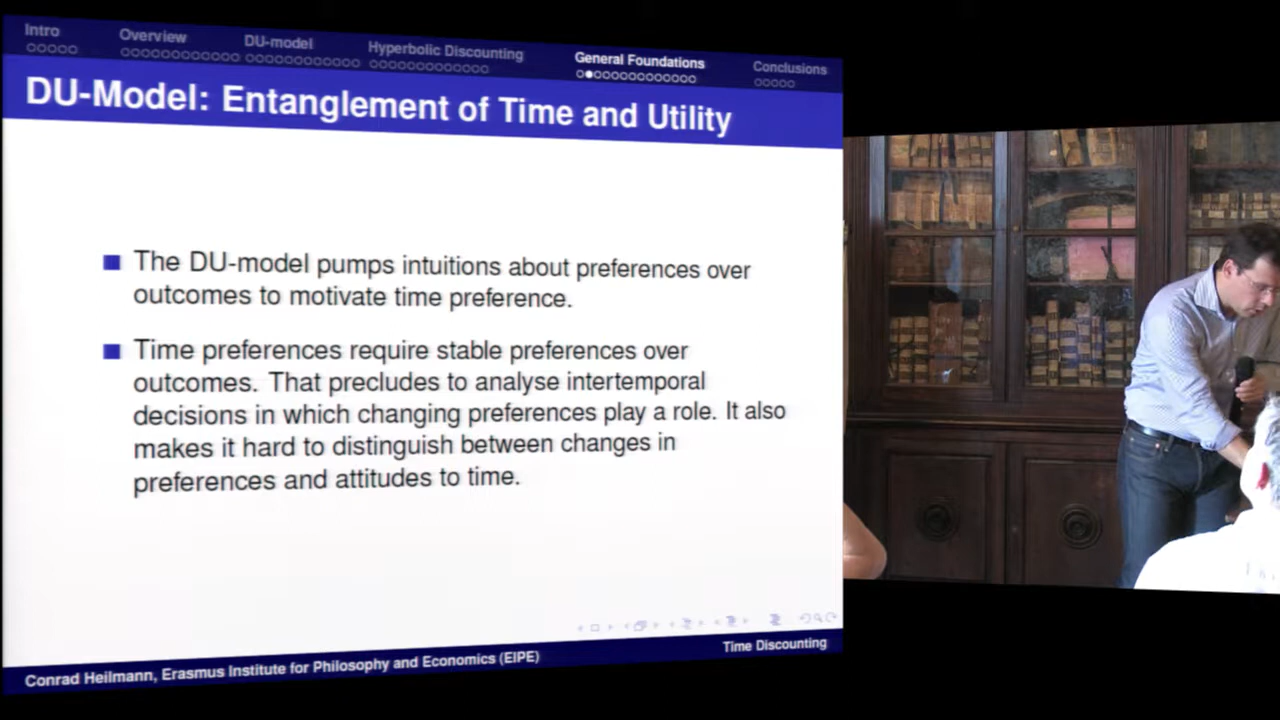 Intro Overview DU-model Hyperbolic Discounting General Foundations Conclusions
DU-Model: Entanglement of Time and Utility
The DU-model pumps intuitions about preferences over
outcomes to motivate time preference.
Time preferences require stable preferences over
outcomes. That precludes to analyse intertemporal
decisions in which changing preferences play a role. It also
makes it hard to distinguish between changes in
preferences and attitudes to time.
Conrad Heilmann, Erasmus Institute for Philosophy and Economics (EIPE) Time Discounting